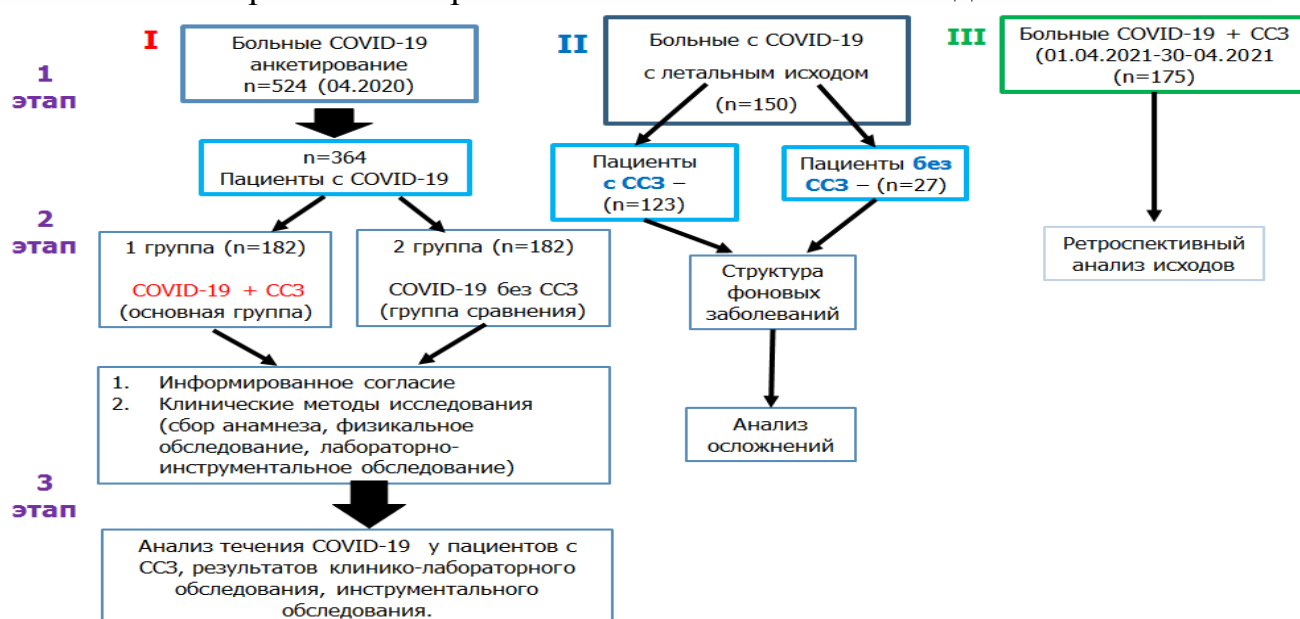 I
II
III
1
этап
2
этап
3
этап
Больные COVID-19
анкетирование
n=524 (04.2020)
n=364
Пациенты с COVID-19
1 группа (n=182)
COVID-19 + ССЗ
(основная группа)
2 группа (n=182)
COVID-19 без ССЗ
(группа сравнения)
1. Информированное согласие
2. Клинические методы исследования
(сбор анамнеза, физикальное
обследование, лабораторно-
инструментальное обследование)
Анализ течения COVID-19 у пациентов с
ССЗ, результатов клинико-лабораторного
обследования, инструментального
обследования.
Больные с COVID-19
с летальным исходом
(n=150)
Пациенты
с ССЗ –
(n=123)
Пациенты без
ССЗ – (n=27)
Структура
фоновых
заболеваний
Анализ
осложнений
Больные COVID-19 + ССЗ
(01.04.2021-30-04.2021
(n=175)
Ретроспективный
анализ исходов